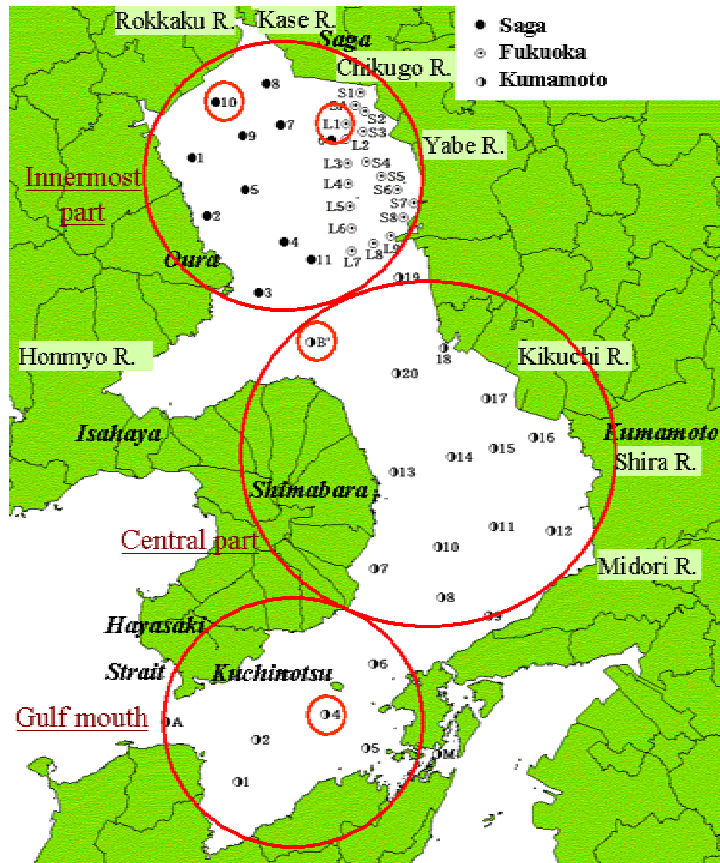 Rokkaku R.
Kase R.
Saga
Chikugo R.
Saga
Fukuoka
Kumamoto
8
10
S1
7
L1
S2
9
S3
L2
Yabe R.
1
L3
S4
Innermost
part
5
L4
S5
S6
2
L5
S7
S8
L6
4
L9
Oura
11
L7
L8
3
19
B'
Honmyo R.
18
Kikuchi R.
20
17
Isahaya
16
Kumamoto
15
14
Shira R.
13
Shimabara
11
12
Central part
10
7
Midori R.
8
9
Hayasaki
Strait
Kuchinotsu
6
Gulf mouth
A
4
2
5
M
1